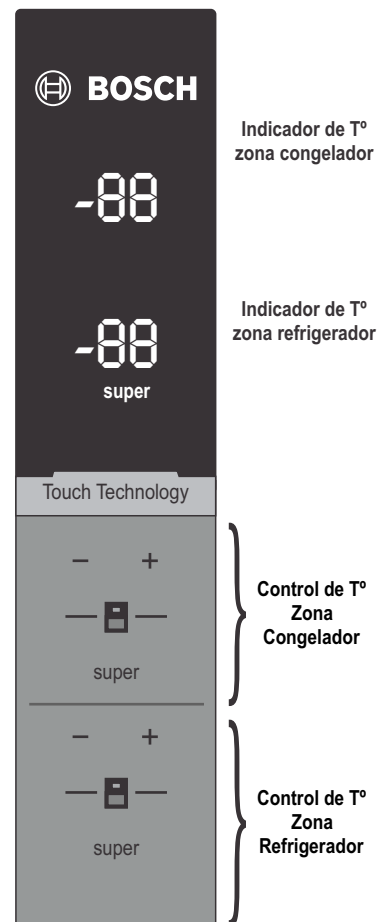 BOSCH
Indicador de Tº
zona congelador
-88
Indicador de Tº
zona refrigerador
-88
super
Touch Technology
− +
super
Control de Tº
Zona
Congelador
− +
super
Control de Tº
Zona
Refrigerador